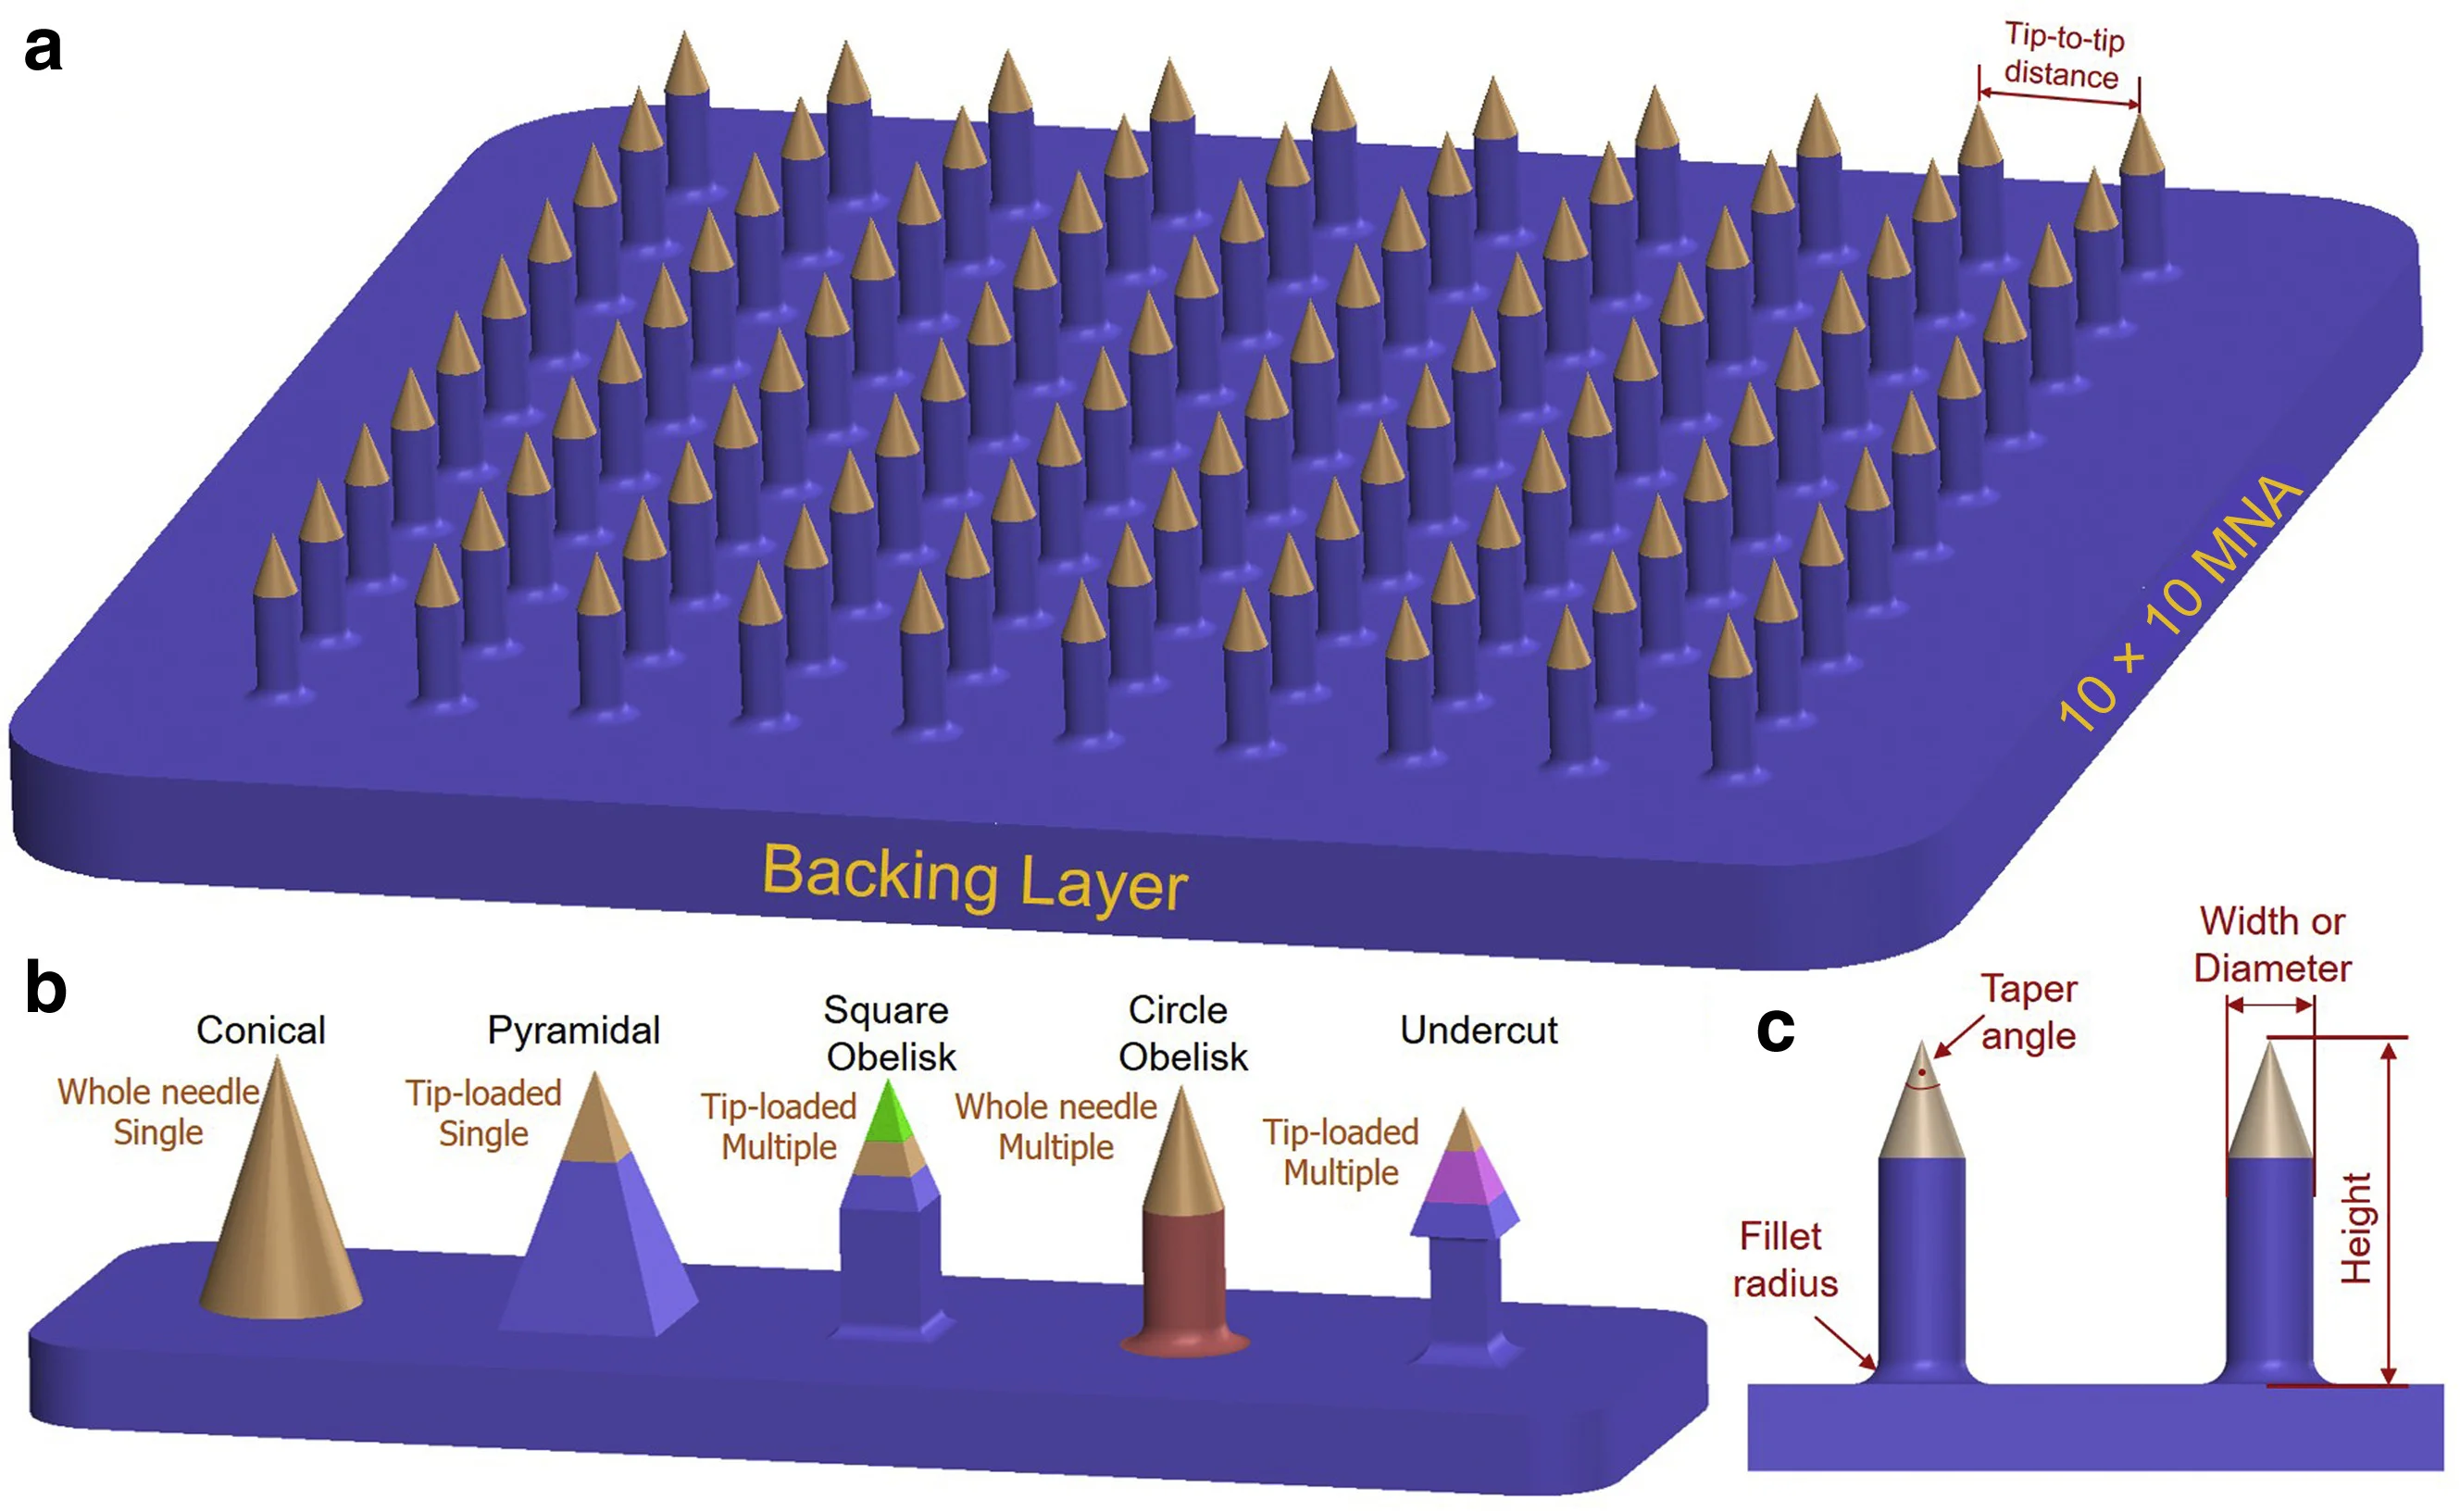 a
Tip-to-tip
distance
10 × 10 MNA
Backing Layer
b
Conical
Whole needle
Single
Pyramidal
Tip-loaded
Single
Square
Obelisk
Tip-loaded
Multiple
Circle
Obelisk
Whole needle
Multiple
Undercut
Tip-loaded
Multiple
c
Taper
angle
Width or
Diameter
Height
Fillet
radius